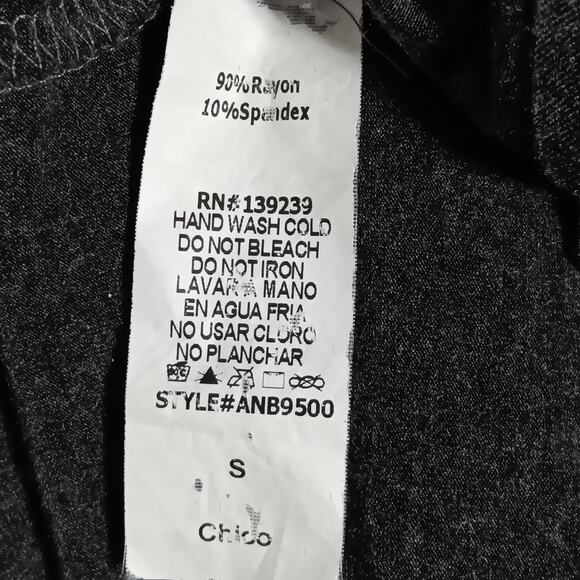 90%Rayon
10%Spandex
RN#139239
HAND WASH COLD
DO NOT BLEACH
DO NOT IRON
LAVAR A MANO
EN AGUA FRIA
NO USAR CLORO
NO PLANCHAR
STYLE#ANB9500
S
Chico